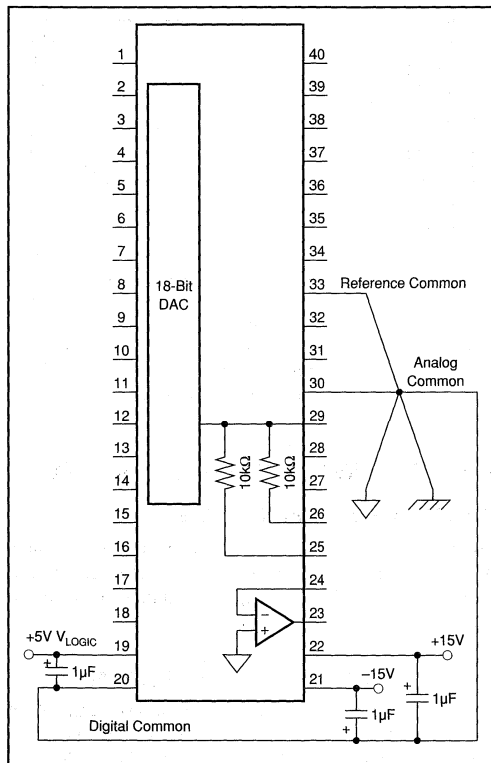 1 40
2 39
3 38
4 37
5 36
6 35
7 34
8 33 Reference Common
18-Bit
DAC
9 32
10 31
Analog
Common
11 30
12 29
13 28
10kΩ 10kΩ
14 27
15 26
16 25
17 24
18 23
+5V VLOGIC
19 22 +15V
1μF
20 21 –15V
1μF 1μF
Digital Common
− 
+
+
+
+